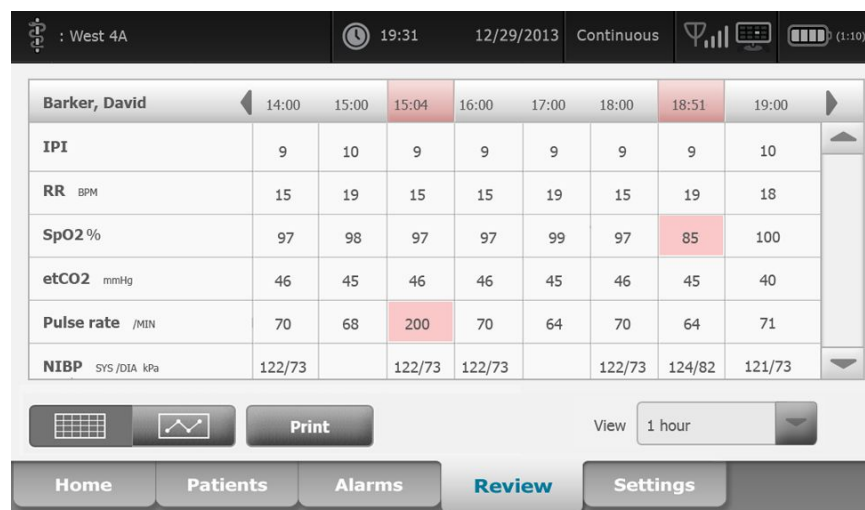 : West 4A 19:31 12/29/2013 Continuous (1:10)
Barker, David 14:00 15:00 15:04 16:00 17:00 18:00 18:51 19:00
IPI 9 10 9 9 9 9 9 10
RR BPM 15 19 15 15 19 15 19 18
SpO2 % 97 98 97 97 99 97 85 100
etCO2 mmHg 46 45 46 46 45 46 45 40
Pulse rate /MIN 70 68 200 70 64 70 64 71
NIBP SYS /DIA kPa 122/73 122/73 122/73 122/73 124/82 121/73
Print View 1 hour
Home Patients Alarms Review Settings